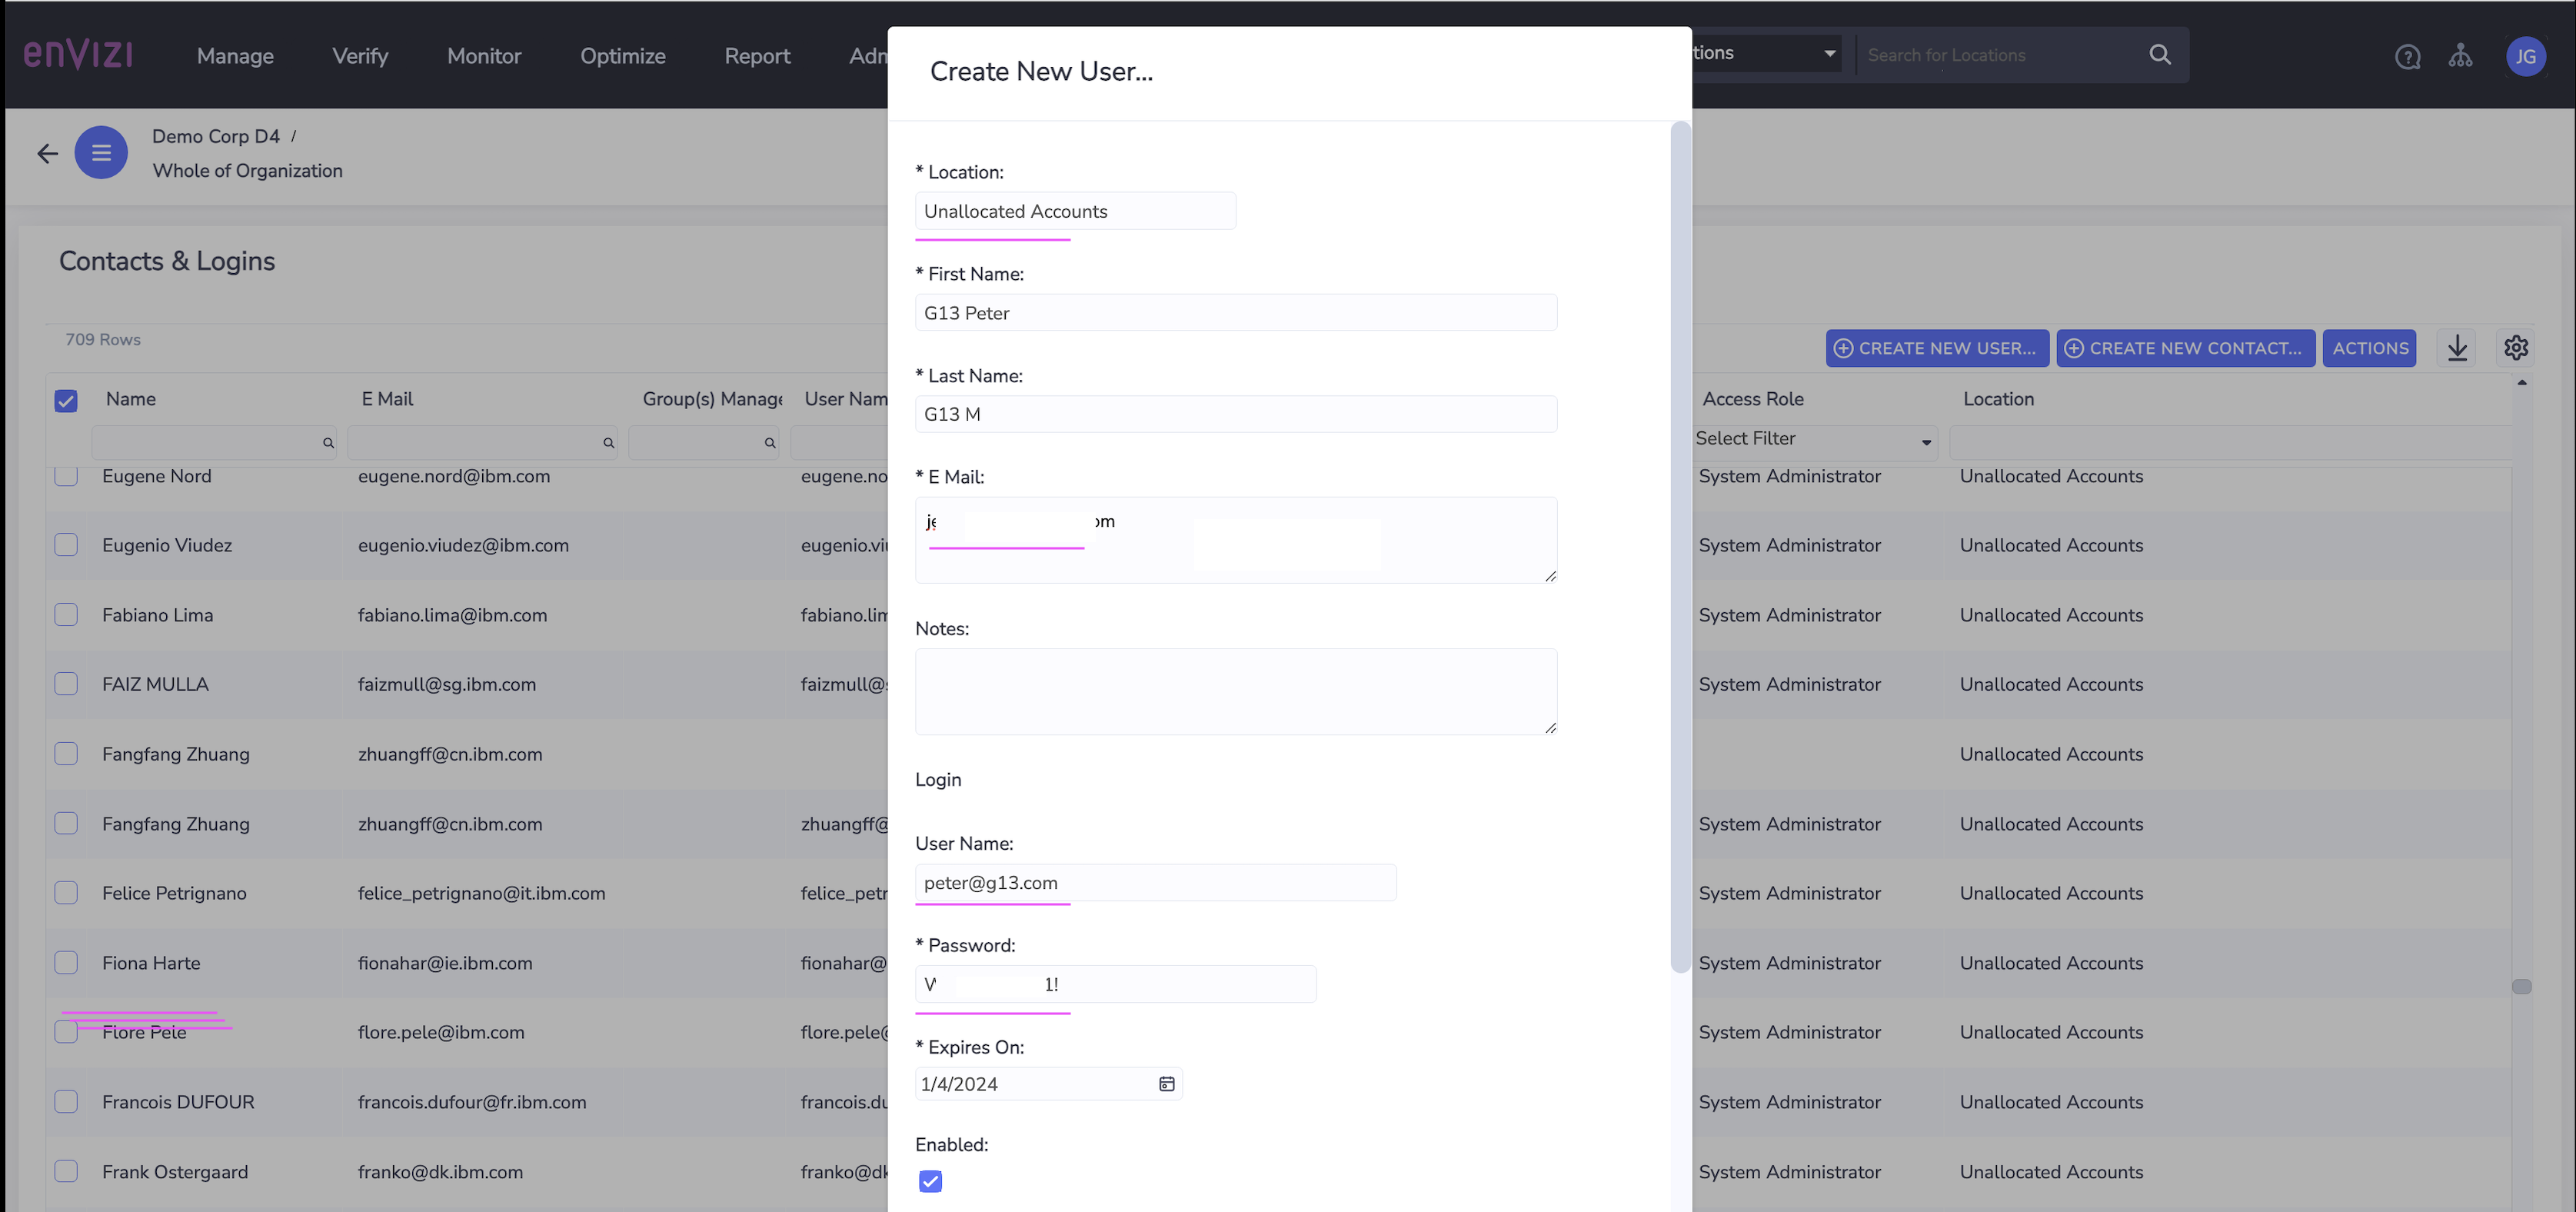 enVIZI Manage Verify Monitor Optimize Report tions Search for Locations JG
Demo Corp D4 /
Whole of Organization
Contacts & Logins
709 Rows
CREATE NEW USER... CREATE NEW CONTACT... ACTIONS
Name E Mail Group(s) Manage User Nam Access Role Location
Select Filter
Eugene Nord eugene.nord@ibm.com eugene.no System Administrator Unallocated Accounts
Eugenio Viudez eugenio.viudez@ibm.com eugenio.viu System Administrator Unallocated Accounts
Fabiano Lima fabiano.lima@ibm.com fabiano.lim System Administrator Unallocated Accounts
FAIZ MULLA faizmull@sg.ibm.com faizmull@s System Administrator Unallocated Accounts
Fangfang Zhuang zhuangff@cn.ibm.com Unallocated Accounts
Fangfang Zhuang zhuangff@cn.ibm.com zhuangff@ System Administrator Unallocated Accounts
Felice Petrignano felice_petrignano@it.ibm.com felice_petr System Administrator Unallocated Accounts
Fiona Harte fionahar@ie.ibm.com fionahar@ System Administrator Unallocated Accounts
Flore Pele flore.pele@ibm.com flore.pele@ System Administrator Unallocated Accounts
Francois DUFOUR francois.dufour@fr.ibm.com francois.du System Administrator Unallocated Accounts
Frank Ostergaard franko@dk.ibm.com franko@dk System Administrator Unallocated Accounts
Create New User...
* Location:
Unallocated Accounts
* First Name:
G13 Peter
* Last Name:
G13 M
* E Mail:
Notes:
Login
User Name:
peter@g13.com
* Password:
1!
* Expires On:
1/4/2024
Enabled: